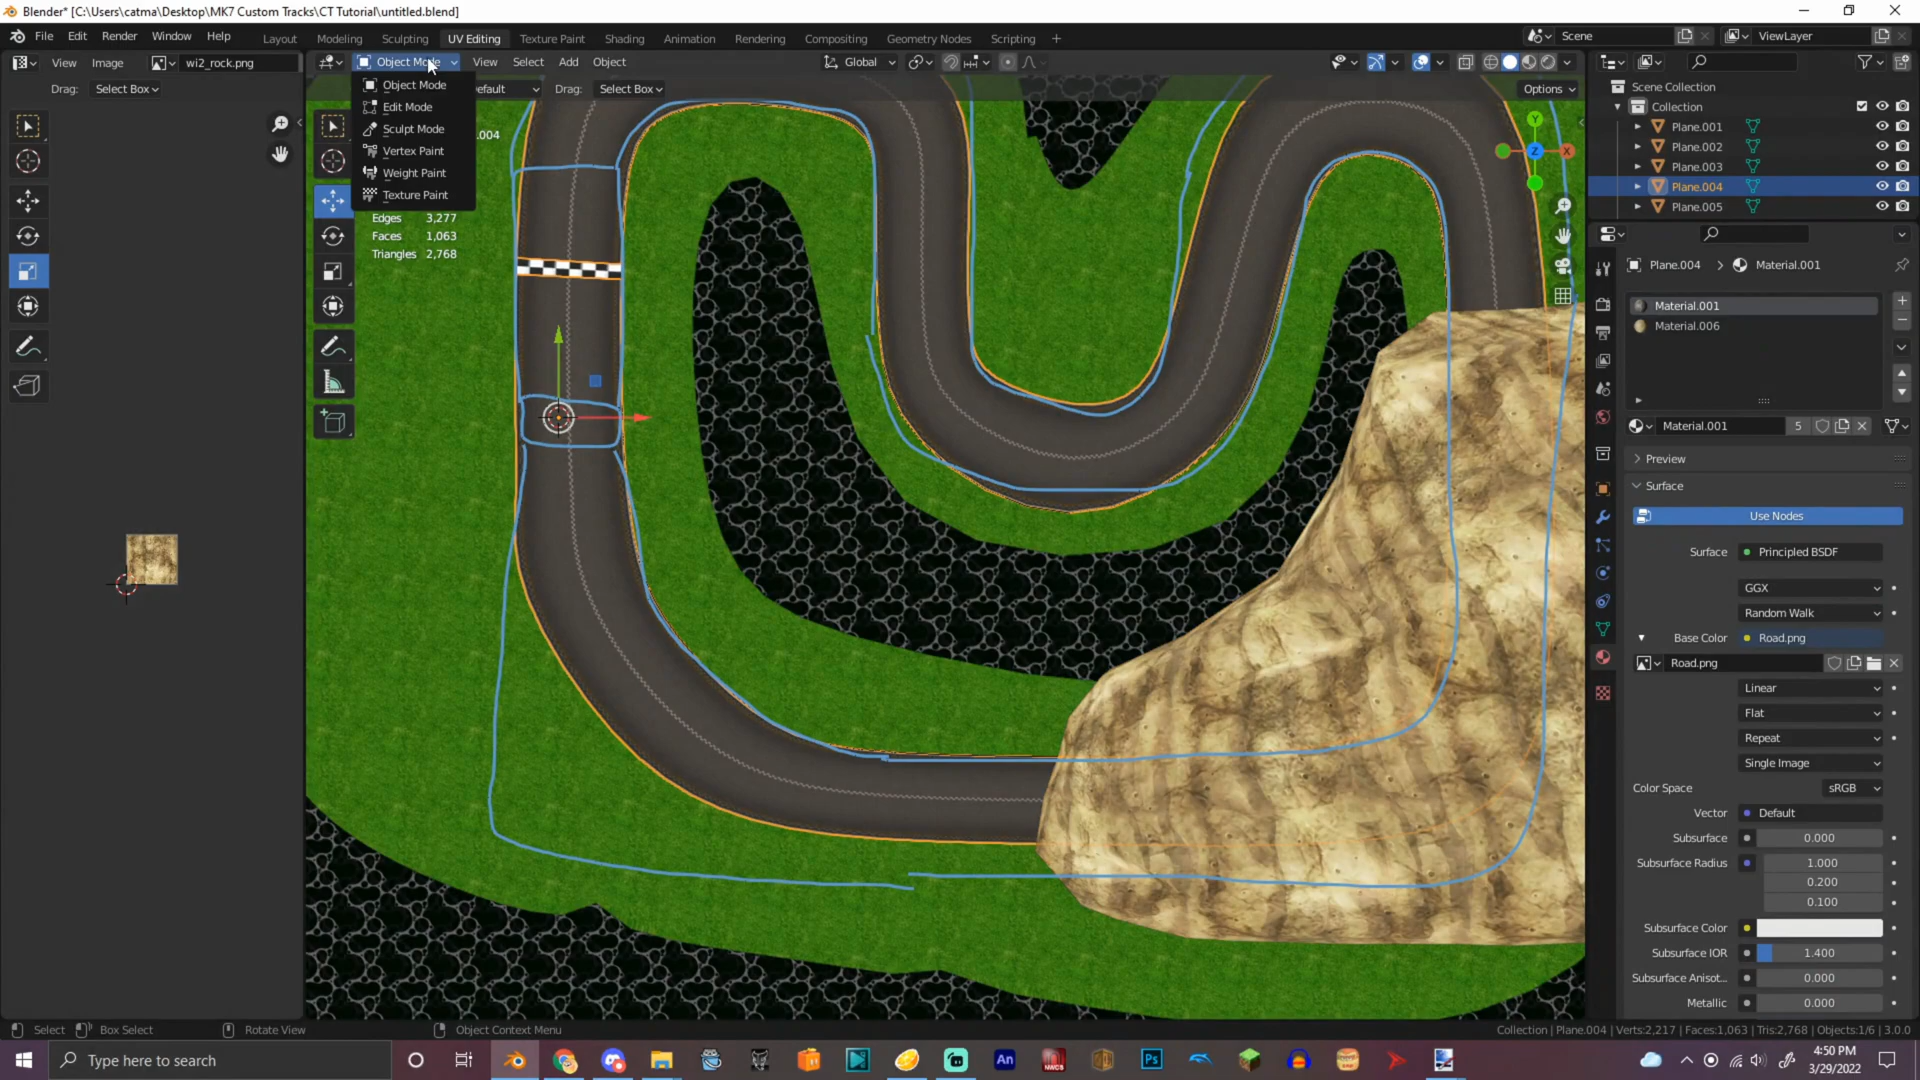 Blender* [C:\Users\catma\Desktop\MK7 Custom Tracks\CT Tutorial\untitled.blend]
File Edit Render Window Help
Layout Modeling Sculpting UV Editing Texture Paint Shading Animation Rendering Compositing Geometry Nodes Scripting +
Scene
ViewLayer
View Image wi2_rock.png
Object Mode View Select Add Object
Global
Drag: Select Box
Default Drag: Select Box
Options
Object Mode
Edit Mode
Sculpt Mode
Vertex Paint
Weight Paint
Texture Paint
.004
Edges 3,277
Faces 1,063
Triangles 2,768
Y
Z
X
Scene Collection
Collection
Plane.001
Plane.002
Plane.003
Plane.004
Plane.005
Plane.004 > Material.001
Material.001
Material.006
Material.001 5
Preview
Surface
Use Nodes
Surface Principled BSDF
GGX
Random Walk
Base Color Road.png
Road.png
Linear
Flat
Repeat
Single Image
Color Space sRGB
Vector Default
Subsurface 0.000
Subsurface Radius 1.000
0.200
0.100
Subsurface Color
Subsurface IOR 1.400
Subsurface Anisot... 0.000
Metallic 0.000
Select Box Select Rotate View Object Context Menu
Collection | Plane.004 | Verts:2,217 | Faces:1,063 | Tris:2,768 | Objects:1/6 | 3.0.0
Type here to search
An
NWCS
Ps
4:50 PM
3/29/2022